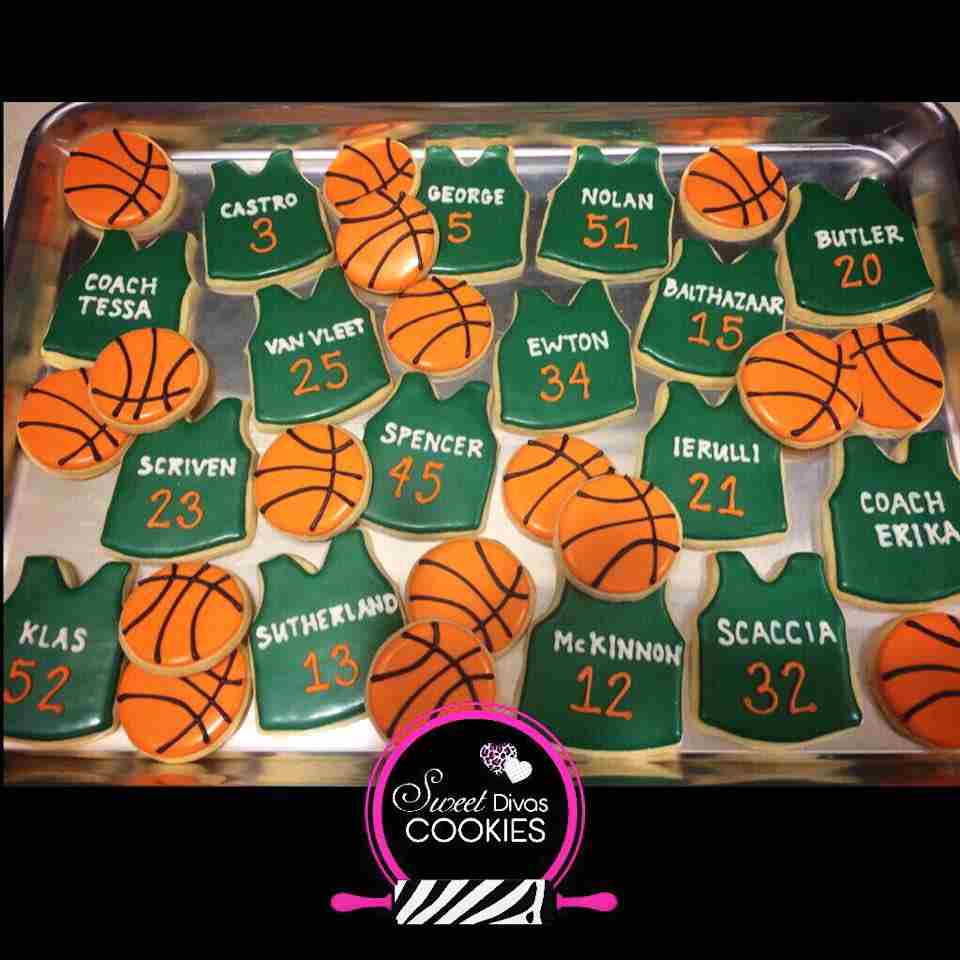 CASTRO
3
GEORGE
5
NOLAN
51
BUTLER
20
COACH
TESSA
VAN VLEET
25
EWTON
34
BALTHAZAAR
15
SCRIVEN
23
SPENCER
45
IERULLI
21
COACH
ERIKA
KLAS
52
SUTHERLAND
13
McKINNON
12
SCACCIA
32
Sweet Divas
COOKIES